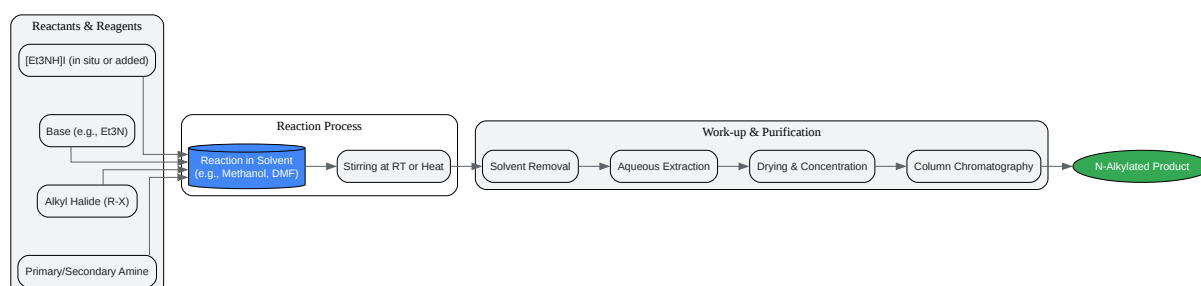 Reactants & Reagents
[Et3NH]I (in situ or added)
Base (e.g., Et3N)
Alkyl Halide (R-X)
Primary/Secondary Amine
Reaction Process
Reaction in Solvent
(e.g., Methanol, DMF)
Stirring at RT or Heat
Work-up & Purification
Solvent Removal
Aqueous Extraction
Drying & Concentration
Column Chromatography
N-Alkylated Product